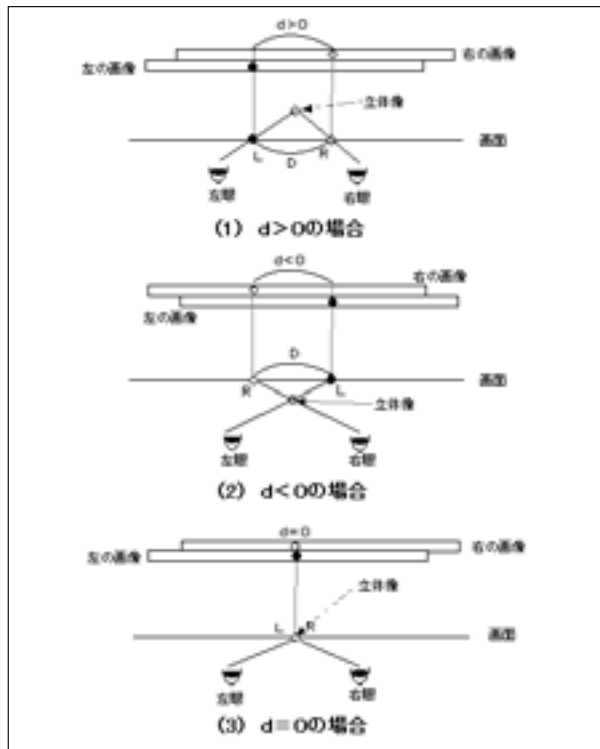 d>0
右の画像
左の画像
立体像
画面
L
D
R
左眼
右眼
(1) d>0の場合
d<0
右の画像
左の画像
D
画面
R
L
立体像
左眼
右眼
(2) d<0の場合
d=0
左の画像
右の画像
立体像
L
R
画面
左眼
右眼
(3) d=0の場合